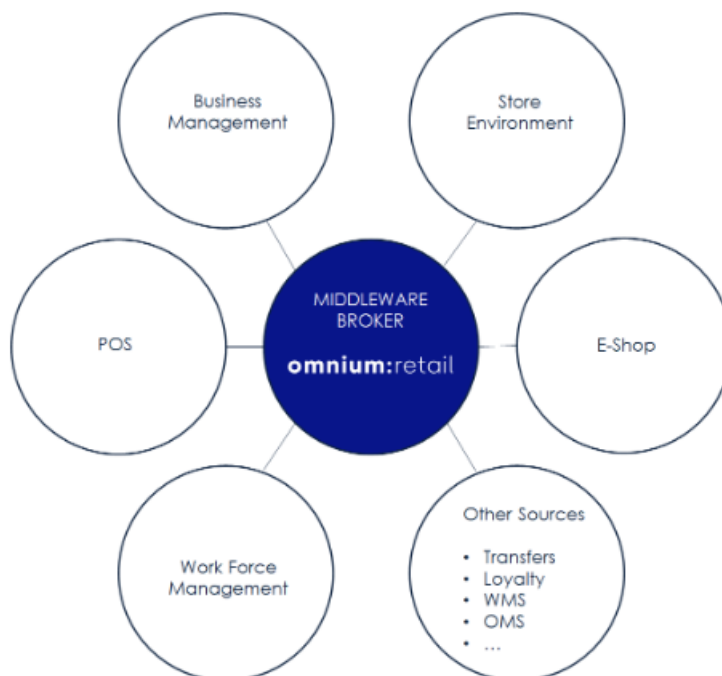 Business
Management
Store
Environment
MIDDLEWARE
BROKER
omnium:retail
POS
E-Shop
Work Force
Management
Other Sources
• Transfers
• Loyalty
• WMS
• OMS
• ...